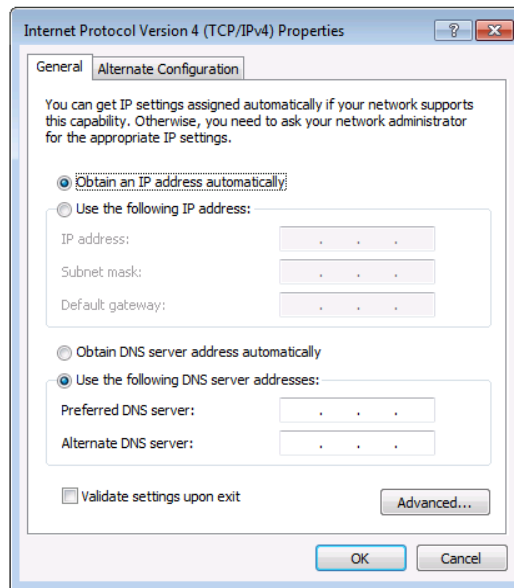 Internet Protocol Version 4 (TCP/IPv4) Properties
General
Alternate Configuration
You can get IP settings assigned automatically if your network supports
this capability. Otherwise, you need to ask your network administrator
for the appropriate IP settings.
Obtain an IP address automatically
Use the following IP address:
IP address:
Subnet mask:
Default gateway:
Obtain DNS server address automatically
Use the following DNS server addresses:
Preferred DNS server:
Alternate DNS server:
Validate settings upon exit
Advanced...
OK
Cancel